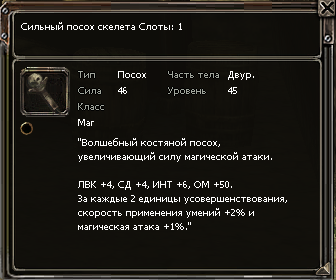 Сильный посох скелета Слоты: 1
Тип Посох Часть тела Двур.
Сила 46 Уровень 45
Класс
Маг
"Волшебный костяной посох,
увеличивающий силу магической атаки.
ЛВК +4, СД +4, ИНТ +6, ОМ +50.
За каждые 2 единицы усовершенствования,
скорость применения умений +2% и
магическая атака +1%."